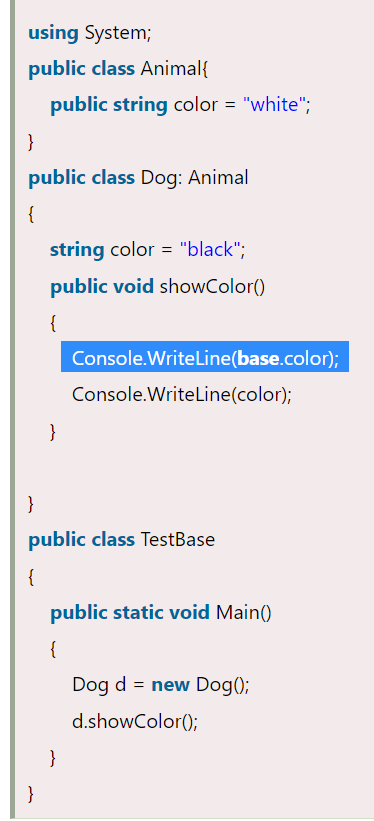 using System;
public class Animal{
public string color = "white";
}
public class Dog: Animal
{
string color = "black";
public void showColor()
{
Console.WriteLine(base.color);
Console.WriteLine(color);
}
}
public class TestBase
{
public static void Main()
{
Dog d = new Dog();
d.showColor();
}
}